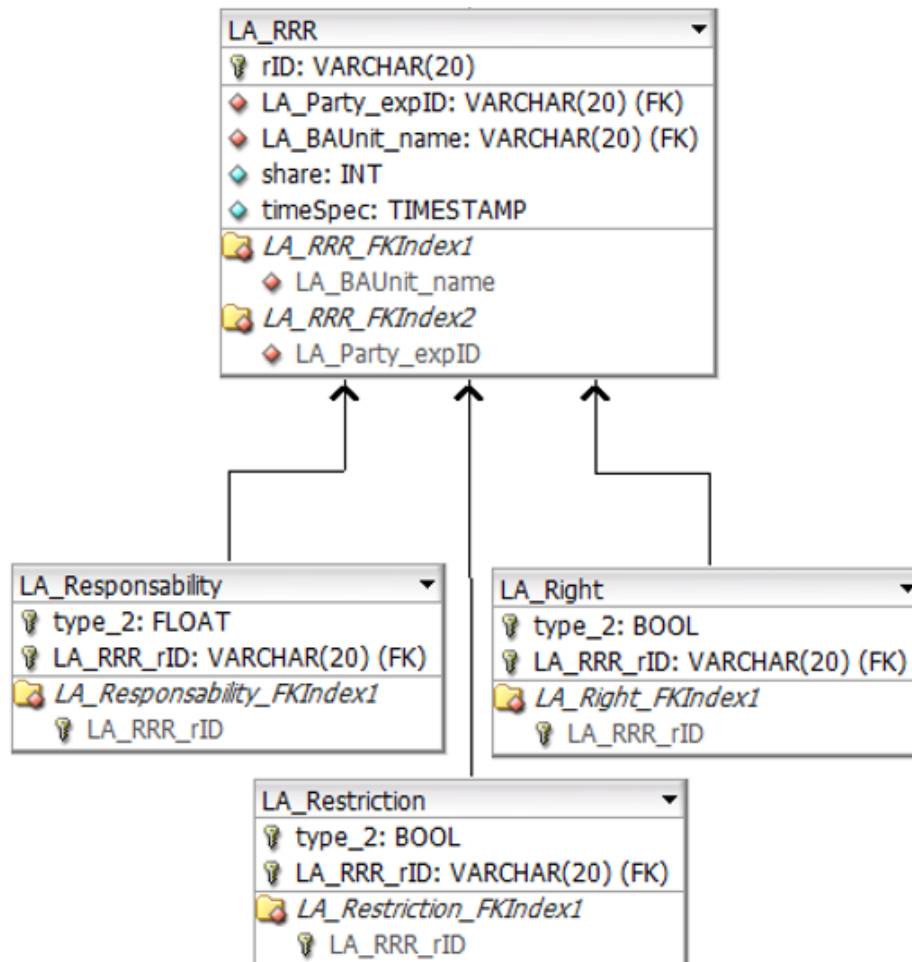 LA_RRR
rID: VARCHAR(20)
LA_Party_expID: VARCHAR(20) (FK)
LA_BAUnit_name: VARCHAR(20) (FK)
share: INT
timeSpec: TIMESTAMP
LA_RRR_FKIndex1
LA_BAUnit_name
LA_RRR_FKIndex2
LA_Party_expID
LA_Responsability
type_2: FLOAT
LA_RRR_rID: VARCHAR(20) (FK)
LA_Responsability_FKIndex1
LA_RRR_rID
LA_Right
type_2: BOOL
LA_RRR_rID: VARCHAR(20) (FK)
LA_Right_FKIndex1
LA_RRR_rID
LA_Restriction
type_2: BOOL
LA_RRR_rID: VARCHAR(20) (FK)
LA_Restriction_FKIndex1
LA_RRR_rID